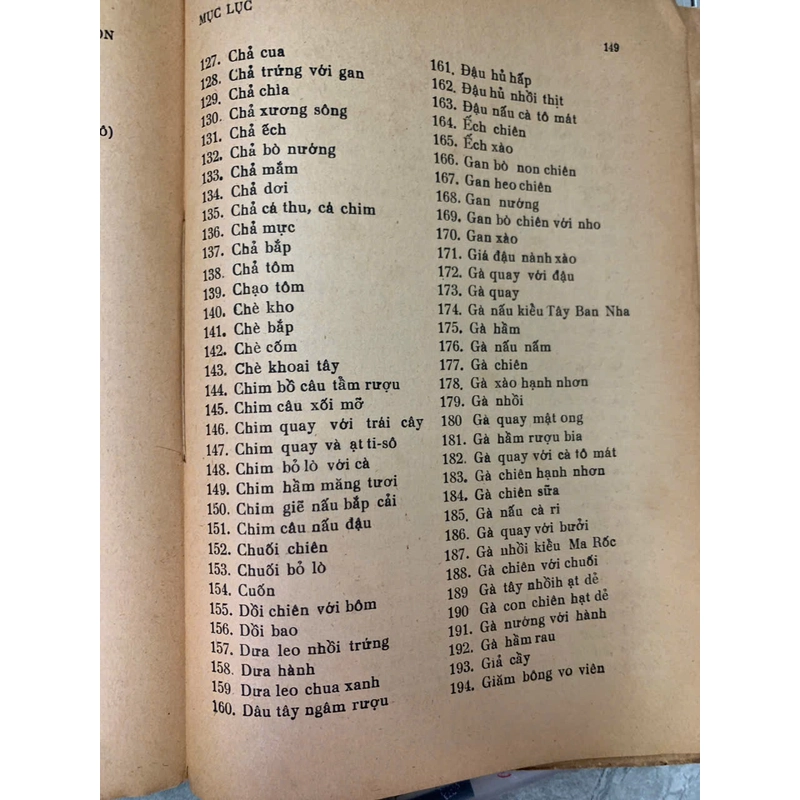 ON
ô)
MỤC LỤC
149
127. Chả cua
128. Chả trứng với gan
129. Chả chìa
130. Chả xương sông
131. Chả ếch
132. Chả bò nướng
133. Chả mắm
134. Chả dơi
135. Chả cá thu, cá chim
136. Chả mực
137. Chả bắp
138. Chả tôm
139. Chạo tôm
140. Chè kho
141. Chè bắp
142. Chè cốm
143. Chè khoai tây
144. Chim bồ câu tầm rượu
145. Chim câu xối mỡ
146. Chim quay với trái cây
147. Chim quay và ạt ti-sô
148. Chim bỏ lò với cà
149. Chim hầm măng tươi
150. Chim giẽ nấu bắp cải
151. Chim câu nấu đậu
152. Chuối chiên
153. Chuối bỏ lò
154. Cuốn
155. Dồi chiên với bôm
156. Dồi bao
157. Dưa leo nhồi trứng
158. Dưa hành
159 Dưa leo chua xanh
160. Dâu tây ngâm rượu
161. Đậu hủ hấp
162. Đậu hủ nhồi thịt
163. Đậu nấu cà tô mát
164. Ếch chiên
165. Ếch xào
166. Gan bò non chiên
167. Gan heo chiên
168. Gan nướng
169. Gan bò chiên với nho
170. Gan xào
171. Giá đậu nành xào
172. Gà quay với đậu
173. Gà quay
174. Gà nấu kiểu Tây Ban Nha
175. Gà hầm
176. Gà nấu nấm
177. Gà chiên
178. Gà xào hạnh nhơn
179. Gà nhồi
180 Gà quay mật ong
181. Gà hầm rượu bia
182. Gà quay với cà tô mát
183. Gà chiên hạnh nhơn
184. Gà chiên sữa
185. Gà nấu cà ri
186. Gà quay với bưởi
187. Gà nhồi kiểu Ma Rốc
188. Gà chiên với chuối
189 Gà tây nhồih ạt dẻ
190 Gà con chiên hạt dẻ
191. Gà nướng với hành
192. Gà hầm rau
193. Giả cầy
194. Giăm bông vo viên